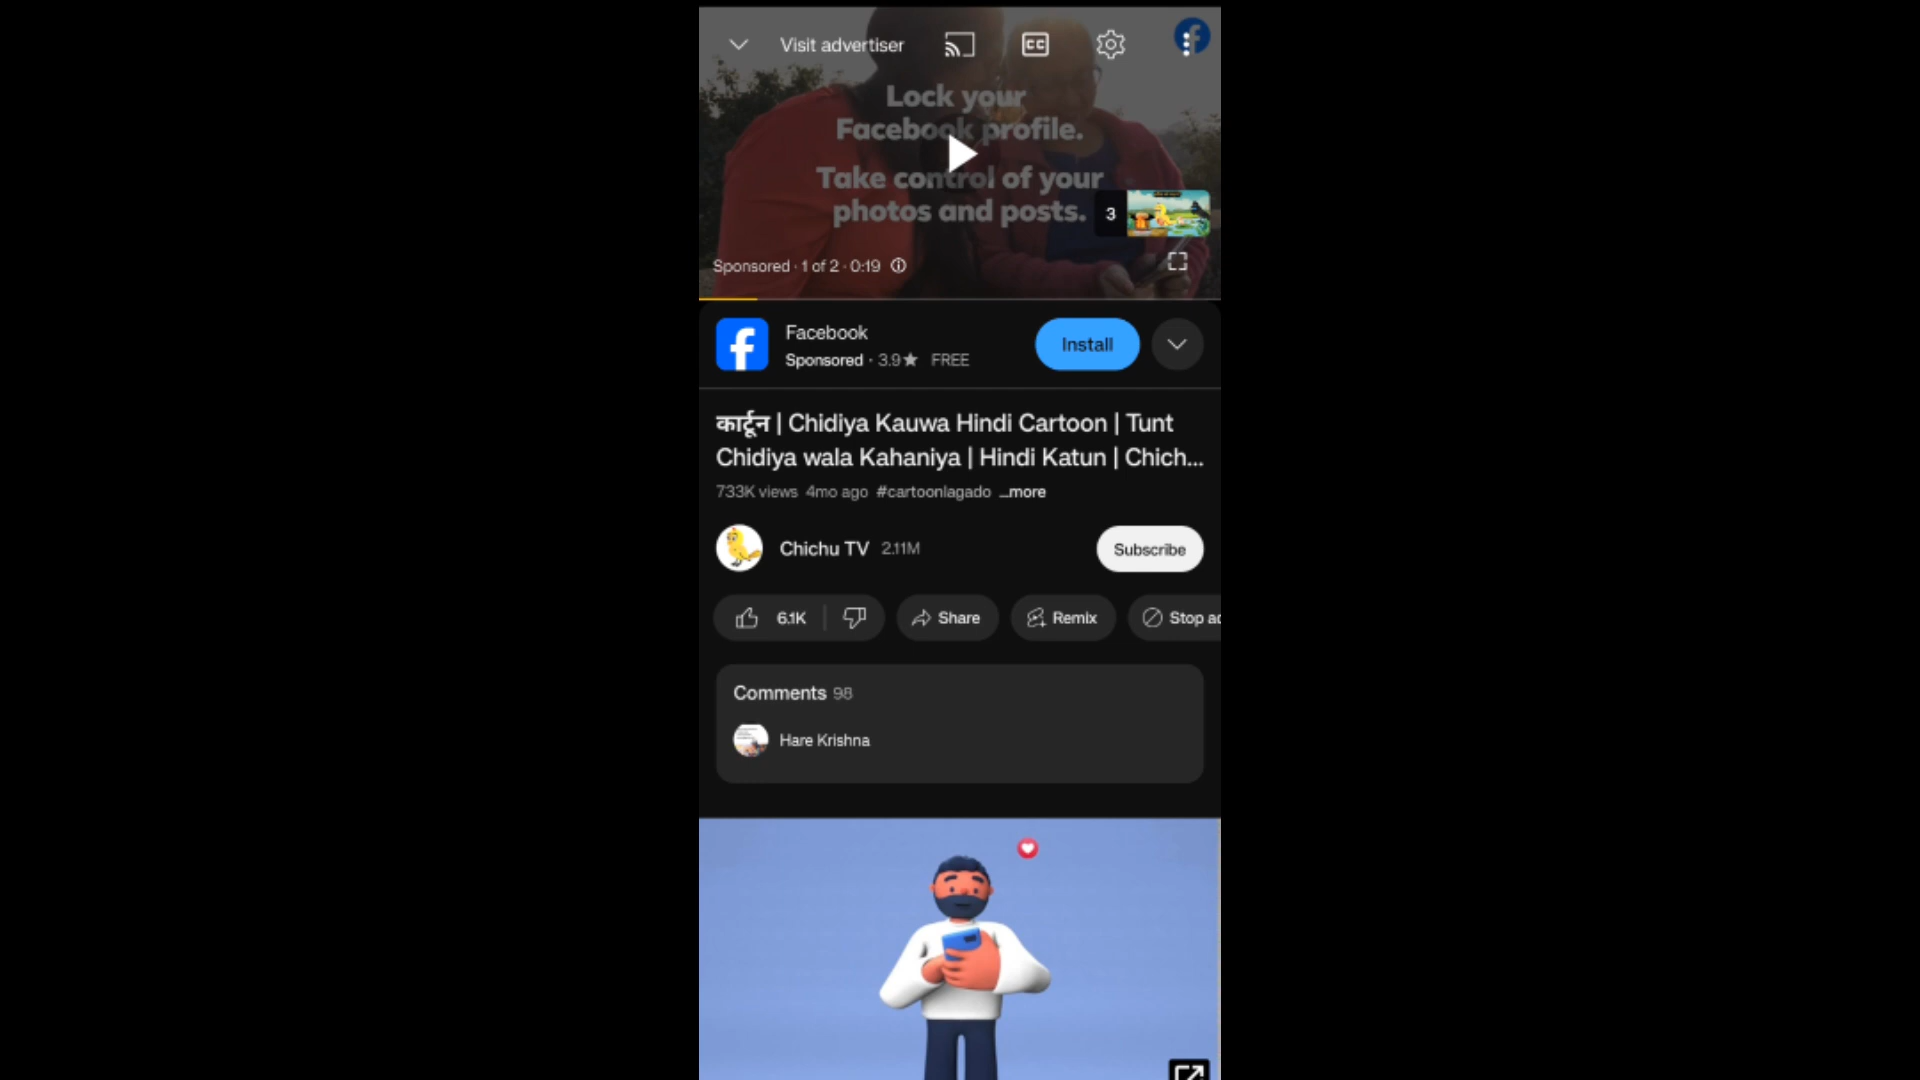 Visit advertiser
Lock your
Facebook profile.
Take control of your
photos and posts.
3
Sponsored · 1 of 2 · 0:19
Facebook
Install
Sponsored · 3.9★ FREE
कार्टून | Chidiya Kauwa Hindi Cartoon | Tunt
Chidiya wala Kahaniya | Hindi Katun | Chich...
733K views 4mo ago #cartoonlagado ...more
Chichu TV 2.11M
Subscribe
6.1K Share Remix Stop ad
Comments 98
Hare Krishna